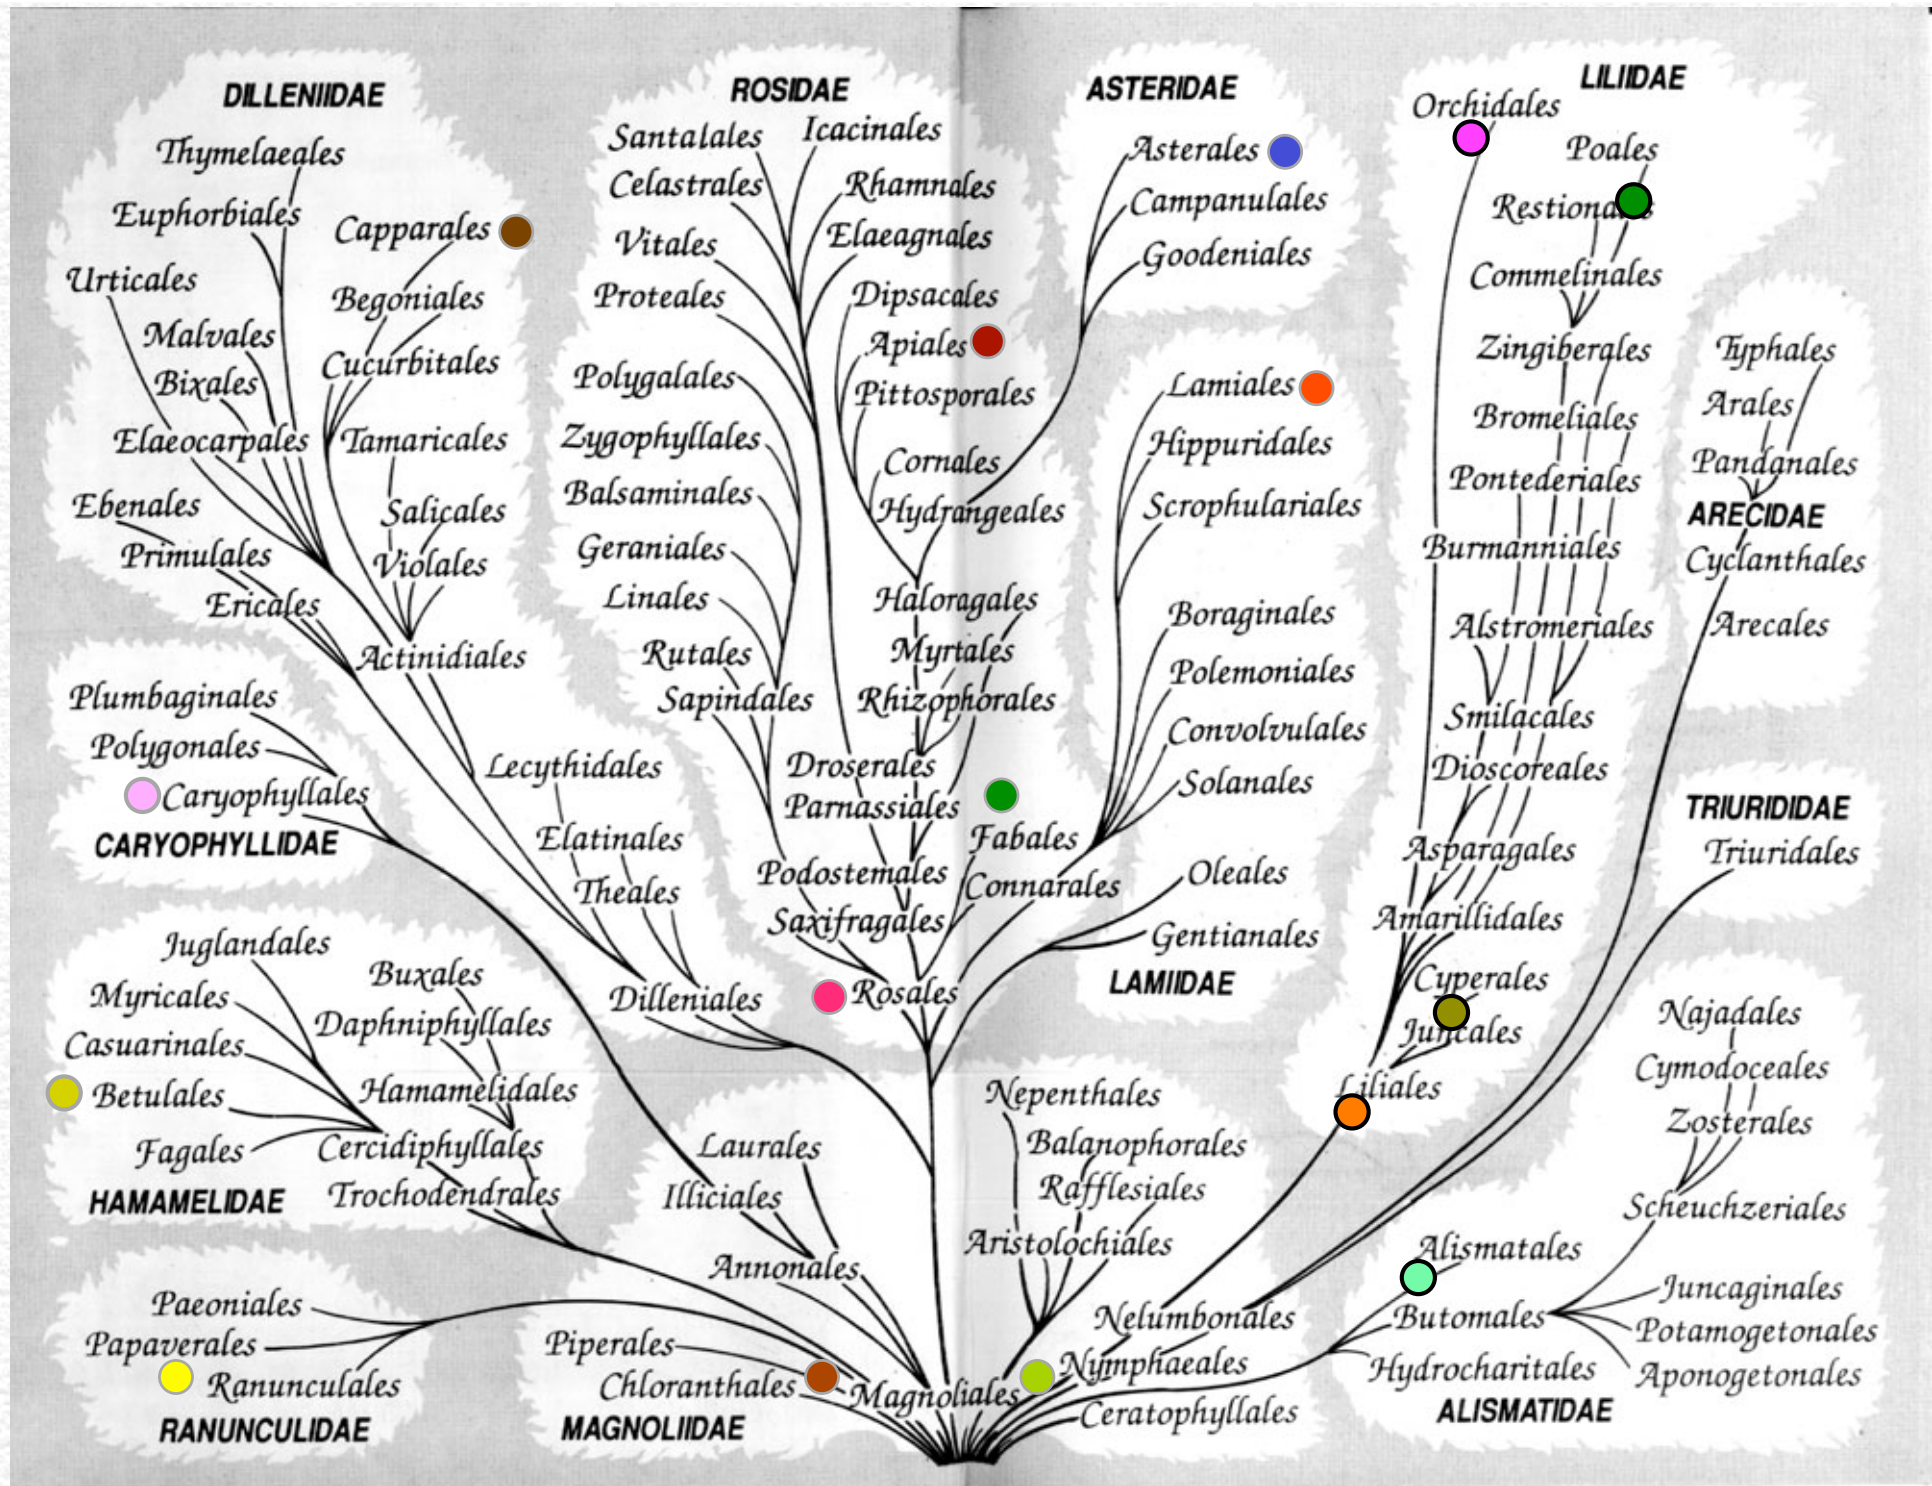 DILLENIIDAE
Thymelaeales
Euphorbiales
Capparales
Urticales
Begoniales
Malvales
Bixales
Cucurbitales
Elaeocarpales
Tamaricales
Ebenales
Salicales
Primulales
Violales
Ericales
Actinidiales
Lecythidales
Elatinales
Theales
Dilleniales
Plumbaginales
Polygonales
Caryophyllales
CARYOPHYLLIDAE
Juglandales
Buxales
Myricales
Daphniphyllales
Casuarinales
Betulales
Hamamelidales
Fagales
Cercidiphyllales
Trochodendrales
HAMAMELIDAE
Paeoniales
Papaverales
Ranunculales
RANUNCULIDAE
ROSIDAE
Santalales
Icacinales
Celastrales
Rhamnales
Vitales
Elaeagnales
Proteales
Dipsacales
Apiales
Polygalales
Pittosporales
Zygophyllales
Cornales
Balsaminales
Hydrangeales
Geraniales
Linales
Haloragales
Rutales
Myrtales
Sapindales
Rhizophorales
Droserales
Parnassiales
Fabales
Podostemales
Connarales
Saxifragales
Rosales
ASTERIDAE
Asterales
Campanulales
Goodeniales
Lamiales
Hippuridales
Scrophulariales
Boraginales
Polemoniales
Convolvulales
Solanales
Oleales
Gentianales
LAMIIDAE
LILIIDAE
Orchidales
Poales
Restionales
Commelinales
Zingiberales
Bromeliales
Pontederiales
Burmanniales
Alstromeriales
Smilacales
Dioscoreales
Asparagales
Amarillidales
Cyperales
Juncales
Liliales
Typhales
Arales
Pandanales
ARECIDAE
Cyclanthales
Arecales
TRIURIDIDAE
Triuridales
Najadales
Cymodoceales
Zosterales
Scheuchzeriales
Alismatales
Juncaginales
Butomales
Potamogetonales
Hydrocharitales
Aponogetonales
ALISMATIDAE
Nepenthales
Laurales
Balanophorales
Illiciales
Rafflesiales
Aristolochiales
Annonales
Nelumbonales
Piperales
Nymphaeales
Chloranthales
Magnoliales
Ceratophyllales
MAGNOLIIDAE